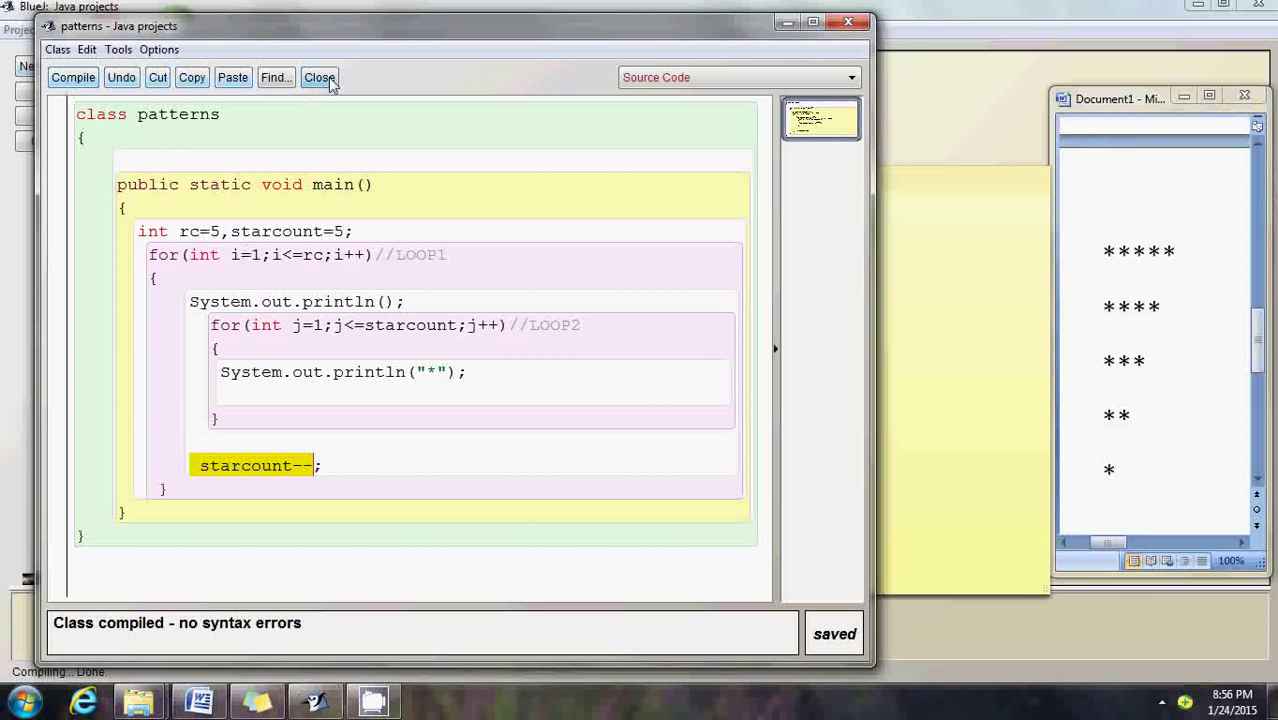 BlueJ: Java projects
patterns - Java projects
Class Edit Tools Options
Compile Undo Cut Copy Paste Find... Close
Source Code
class patterns
{
public static void main()
{
int rc=5,starcount=5;
for(int i=1;i<=rc;i++)//LOOP1
{
System.out.println();
for(int j=1;j<=starcount;j++)//LOOP2
{
System.out.println("*");
}
starcount--;
}
}
}
Class compiled - no syntax errors
saved
Compiling... Done.
Document1 - Mi...
*****
****
***
**
*
100%
8:56 PM
1/24/2015